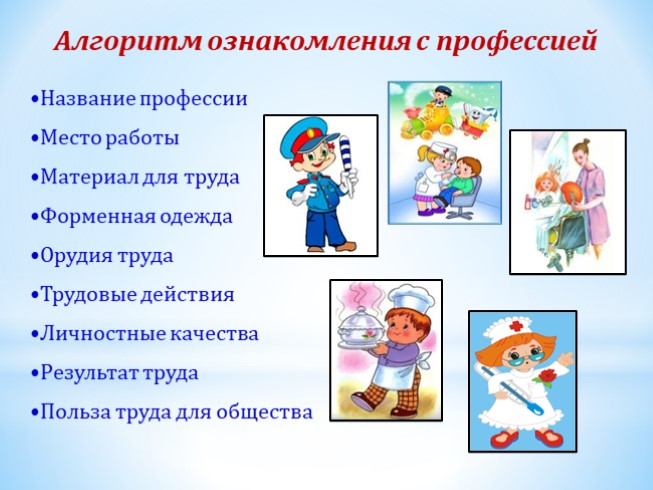 Алгоритм ознакомления с профессией
•Название профессии
•Место работы
•Материал для труда
•Форменная одежда
•Орудия труда
•Трудовые действия
•Личностные качества
•Результат труда
•Польза труда для общества